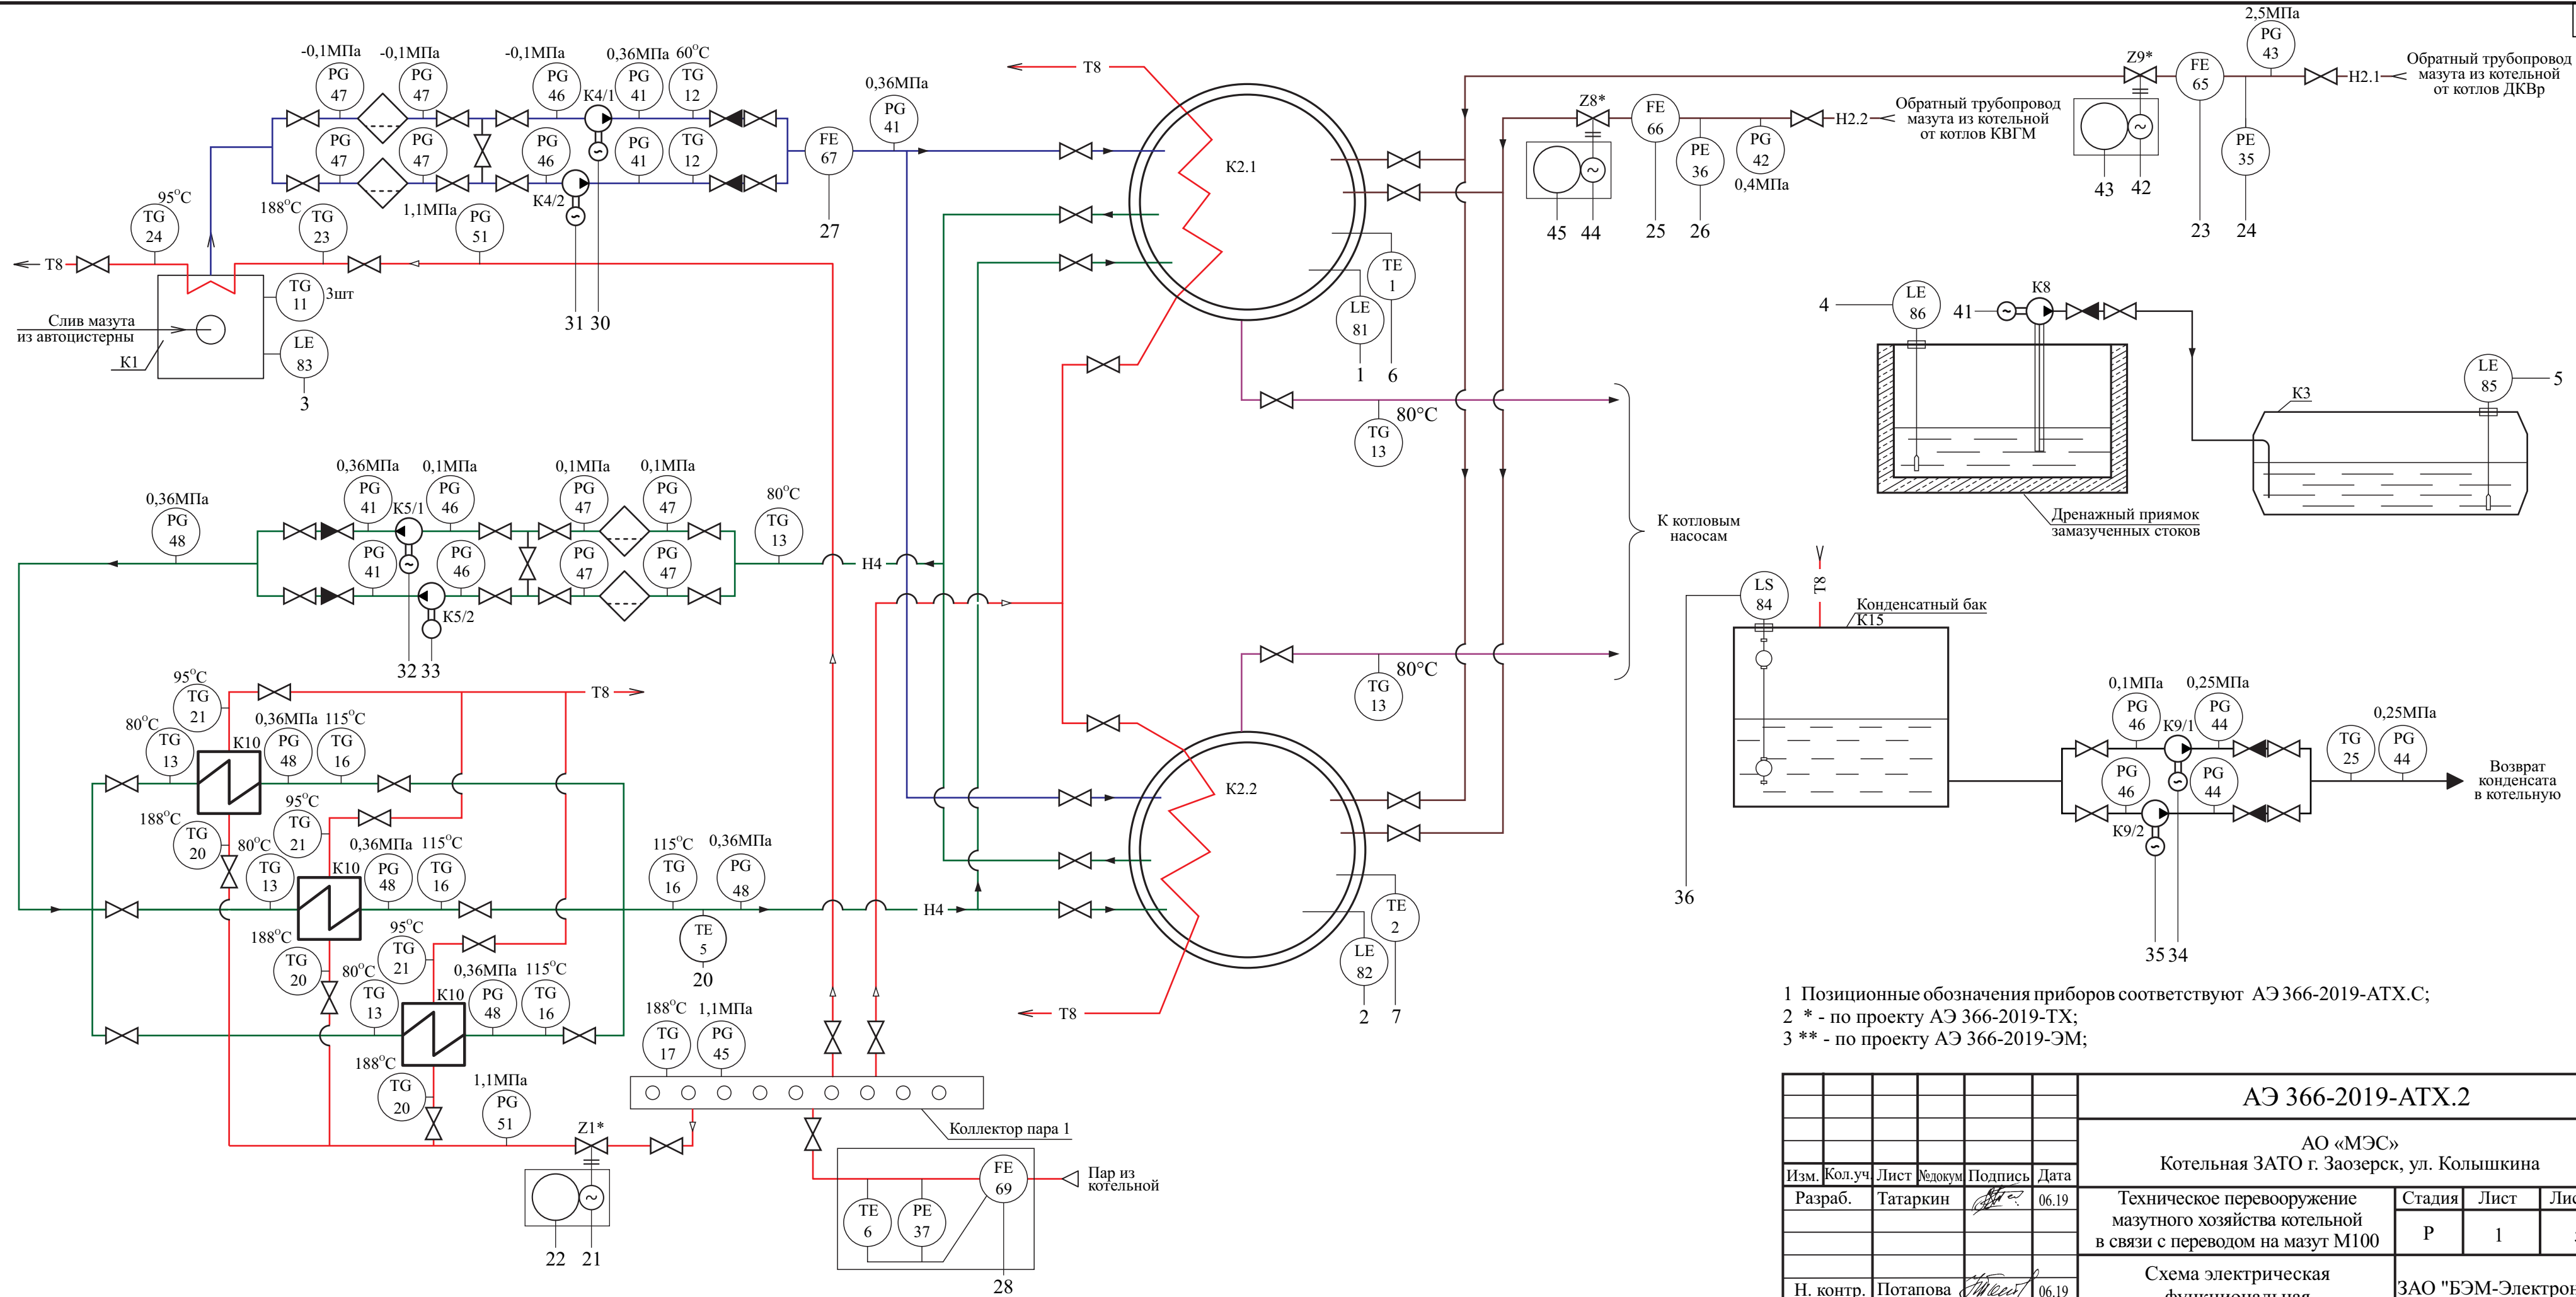 -0,1МПа
-0,1МПа
-0,1МПа
0,36МПа
60°С
PG
47
PG
47
PG
46
К4/1
PG
41
TG
12
PG
47
PG
47
PG
46
PG
41
TG
12
К4/2
FE
67
27
0,36МПа
PG
41
95°С
TG
24
188°С
TG
23
1,1МПа
PG
51
Т8
TG
11
3шт
Слив мазута
из автоцистерны
К1
LE
83
3
31
30
Т8
К2.1
TE
1
LE
81
1
6
80°С
TG
13
2,5МПа
PG
43
Z9*
FE
65
Н2.1
Обратный трубопровод
мазута из котельной
от котлов ДКВр
Z8*
FE
66
Н2.2
Обратный трубопровод
мазута из котельной
от котлов КВГМ
PE
36
PG
42
0,4МПа
PE
35
45
44
25
26
43
42
23
24
4
LE
86
41
К8
К3
LE
85
5
Дренажный приямок
замазученных стоков
0,36МПа
PG
48
0,36МПа
0,1МПа
0,1МПа
0,1МПа
PG
41
К5/1
PG
46
PG
47
PG
47
80°С
TG
13
PG
41
PG
46
PG
47
PG
47
К5/2
32
33
Н4
К котловым
насосам
80°С
TG
13
Т8
LS
84
Конденсатный бак
К15
36
0,1МПа
0,25МПа
PG
46
К9/1
PG
44
PG
46
PG
44
К9/2
35
34
0,25МПа
TG
25
PG
44
Возврат
конденсата
в котельную
95°С
TG
21
Т8
80°С
TG
13
К10
0,36МПа
PG
48
115°С
TG
16
188°С
TG
20
95°С
TG
21
80°С
TG
13
К10
0,36МПа
PG
48
115°С
TG
16
188°С
TG
20
95°С
TG
21
80°С
TG
13
К10
0,36МПа
PG
48
115°С
TG
16
188°С
TG
20
115°С
TG
16
0,36МПа
PG
48
TE
5
20
Н4
К2.2
TE
2
LE
82
2
7
Т8
1,1МПа
PG
51
Z1*
22
21
188°С
TG
17
1,1МПа
PG
45
Коллектор пара 1
FE
69
Пар из
котельной
TE
6
PE
37
28
1 Позиционные обозначения приборов соответствуют АЭ 366-2019-АТХ.С;
2 * - по проекту АЭ 366-2019-ТХ;
3 ** - по проекту АЭ 366-2019-ЭМ;
АЭ 366-2019-АТХ.2
АО «МЭС»
Котельная ЗАТО г. Заозерск, ул. Колышкина
Изм. Кол.уч. Лист №докум Подпись Дата
Разраб. Татаркин 06.19
Техническое перевооружение
мазутного хозяйства котельной
в связи с переводом на мазут М100
Стадия Лист
Р 1
Н. контр. Потапова 06.19
Схема электрическая
функциональная
ЗАО "БЭМ-Электрон